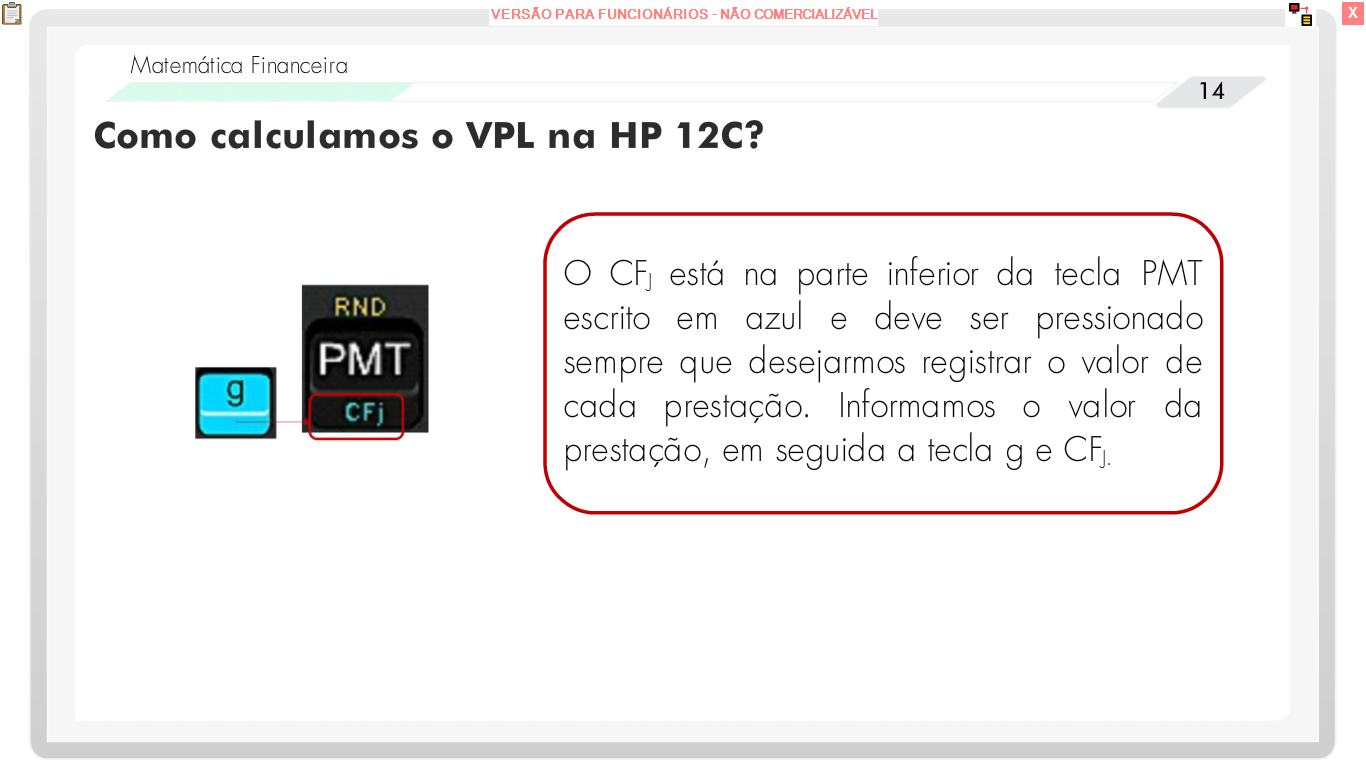 VERSÃO PARA FUNCIONÁRIOS - NÃO COMERCIALIZÁVEL
X
Matemática Financeira
14
Como calculamos o VPL na HP 12C?
RND
PMT
CFj
g
O CFJ está na parte inferior da tecla PMT
escrito em azul e deve ser pressionado
sempre que desejarmos registrar o valor de
cada prestação. Informamos o valor da
prestação, em seguida a tecla g e CFJ.